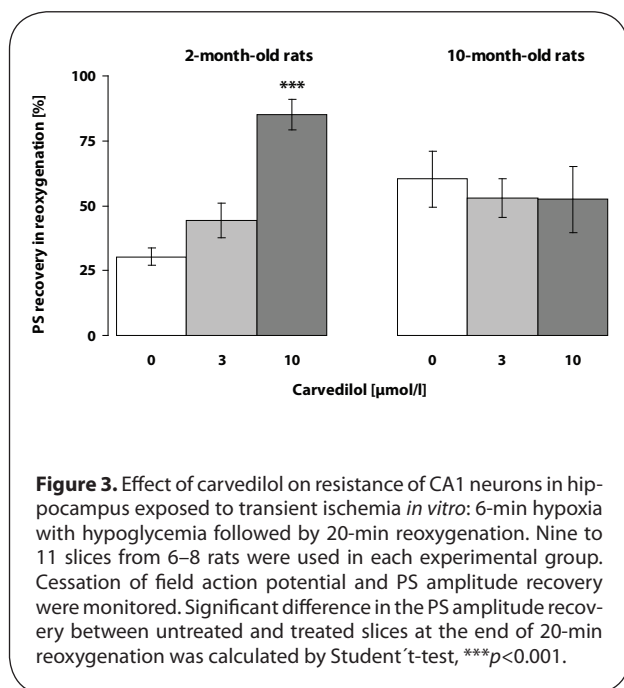 2-month-old rats 10-month-old rats
PS recovery in reoxygenation [%]
100
75
50
25
0
***
0 3 10 0 3 10
Carvedilol [µmol/l]
Figure 3. Effect of carvedilol on resistance of CA1 neurons in hip-
pocampus exposed to transient ischemia in vitro: 6-min hypoxia
with hypoglycemia followed by 20-min reoxygenation. Nine to
11 slices from 6–8 rats were used in each experimental group.
Cessation of field action potential and PS amplitude recovery
were monitored. Significant difference in the PS amplitude recov-
ery between untreated and treated slices at the end of 20-min
reoxygenation was calculated by Student´t-test, ***p<0.001.